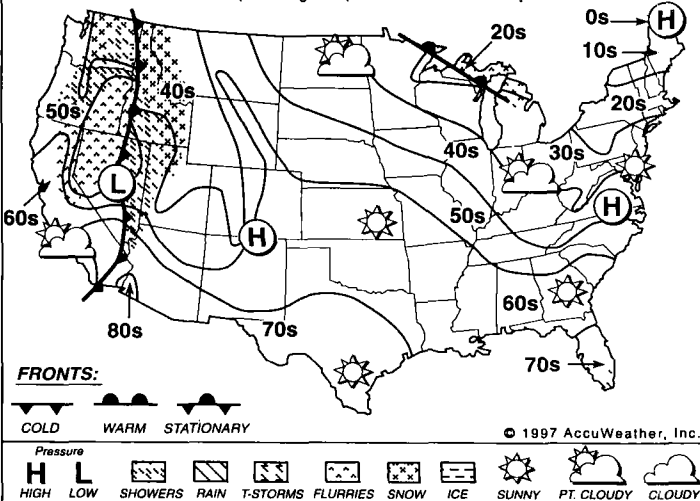 0s
H
20s
10s
40s
50s
20s
40s
30s
L
H
60s
50s
H
60s
80s
70s
70s
FRONTS:
COLD WARM STATIONARY
© 1997 AccuWeather, Inc.
Pressure
H L
HIGH LOW SHOWERS RAIN T-STORMS FLURRIES SNOW ICE SUNNY PT. CLOUDY CLOUDY